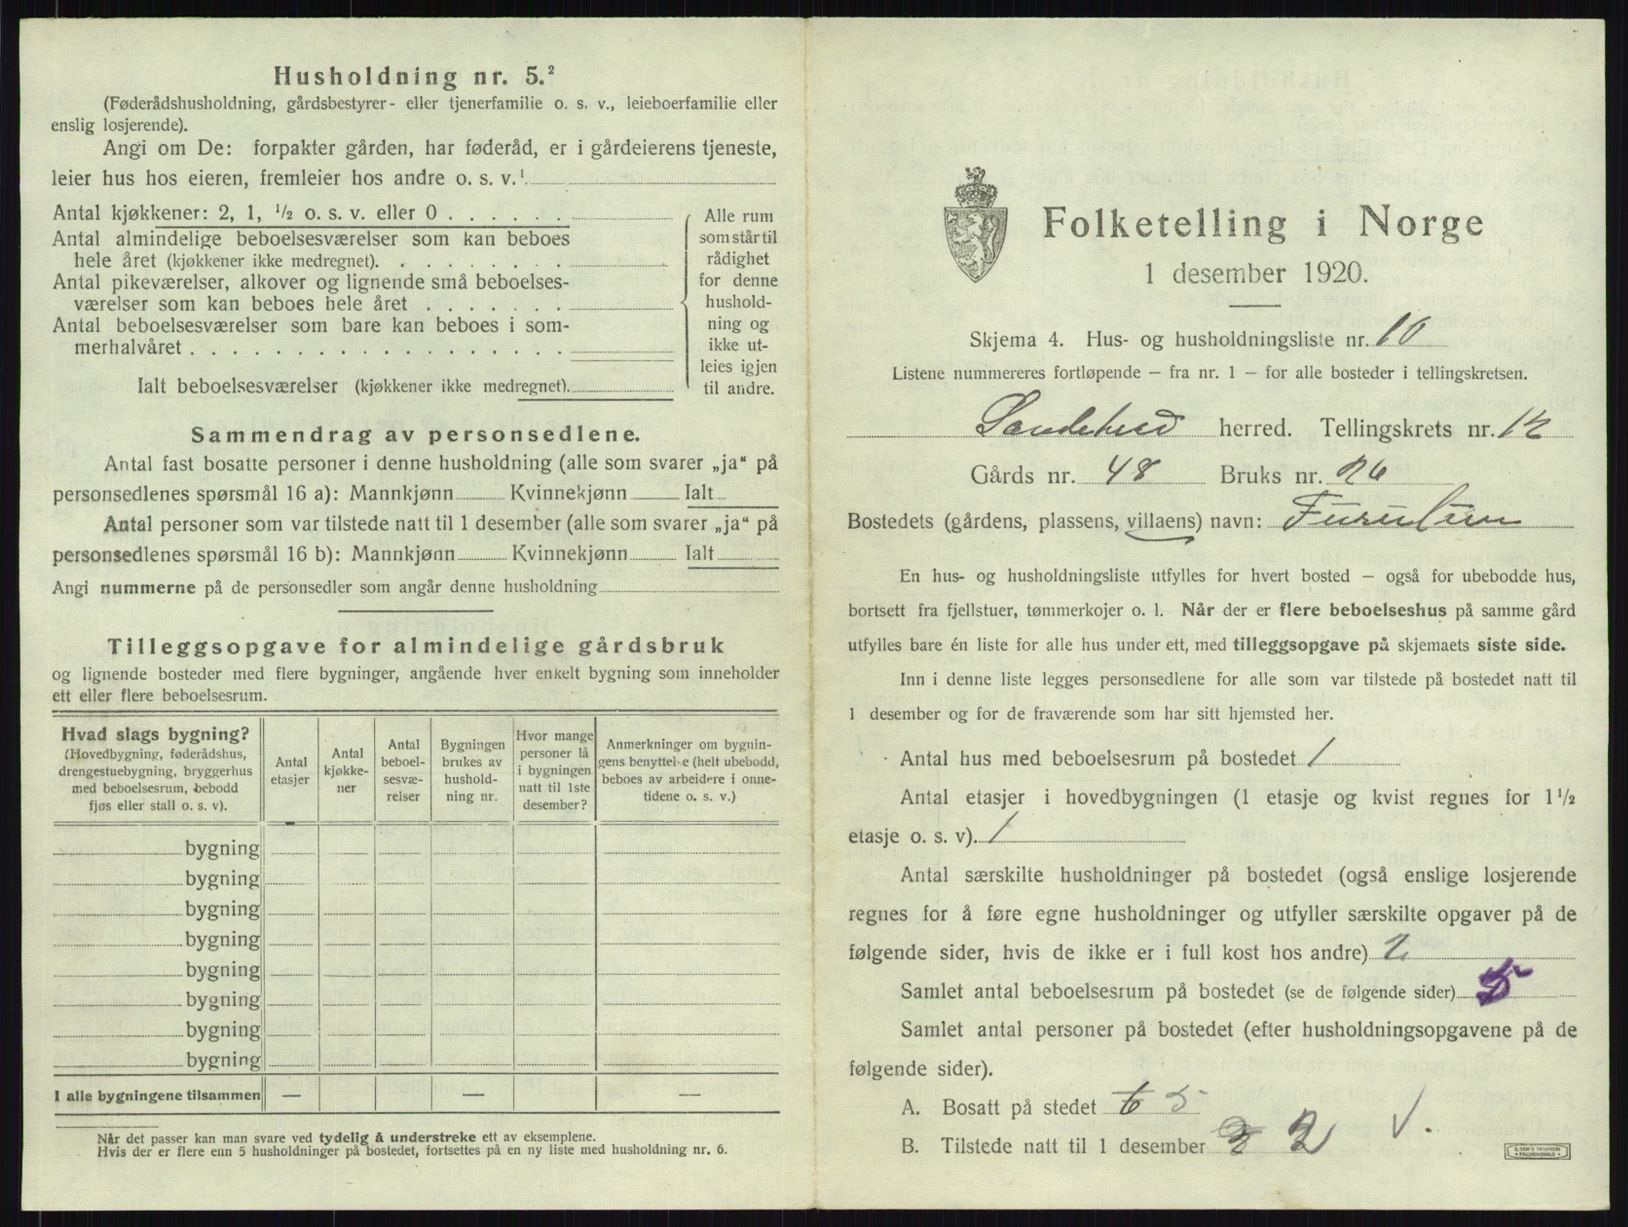 Husholdning nr. 5.²
(Føderådshusholdning, gårdsbestyrer- eller tjenerfamilie o. s. v., leieboerfamilie eller
enslig losjerende).
Angi om De: forpakter gården, har føderåd, er i gårdeierens tjeneste,
leier hus hos eieren, fremleier hos andre o. s. v.¹
Antal kjøkkener: 2, 1, ½ o. s. v. eller 0 . . . . . .
Antal almindelige beboelsesværelser som kan beboes
hele året (kjøkkener ikke medregnet). . . . . . . . .
Antal pikeværelser, alkover og lignende små beboelses-
værelser som kan beboes hele året . . . . . . .
Antal beboelsesværelser som bare kan beboes i som-
merhalvåret . . . . . . . . . . . . . . . . . .
Ialt beboelsesværelser (kjøkkener ikke medregnet).
Alle rum
som står til
rådighet
for denne
hushold-
ning og
ikke ut-
leies igjen
til andre.
Sammendrag av personsedlene.
Antal fast bosatte personer i denne husholdning (alle som svarer „ja“ på
personsedlenes spørsmål 16 a): Mannkjønn Kvinnekjønn Ialt
Antal personer som var tilstede natt til 1 desember (alle som svarer „ja“ på
personsedlenes spørsmål 16 b): Mannkjønn Kvinnekjønn Ialt
Angi nummerne på de personsedler som angår denne husholdning
Tilleggsopgave for almindelige gårdsbruk
og lignende bosteder med flere bygninger, angående hver enkelt bygning som inneholder
ett eller flere beboelsesrum.
Hvad slags bygning?
(Hovedbygning, føderådshus,
drengestuebygning, bryggerhus
med beboelsesrum, bebodd
fjøs eller stall o. s. v).
Antal
etasjer
Antal
kjøkke-
ner
Antal
beboel-
sesvæ-
relser
Bygningen
brukes av
hushold-
ning nr.
Hvor mange
personer lå
i bygningen
natt til 1ste
desember?
Anmerkninger om bygnin-
gens benyttelse (helt ubebodd,
beboes av arbeidere i onne-
tidene o. s. v.)
bygning
bygning
bygning
bygning
bygning
bygning
bygning
bygning
I alle bygningene tilsammen — — —
Når det passer kan man svare ved tydelig å understreke ett av eksemplene.
Hvis der er flere enn 5 husholdninger på bostedet, fortsettes på en ny liste med husholdning nr. 6.
Folketelling i Norge
1 desember 1920.
Skjema 4. Hus- og husholdningsliste nr. 10
Listene nummereres fortløpende — fra nr. 1 — for alle bosteder i tellingskretsen.
Sandeherred herred. Tellingskrets nr. 12
Gårds nr. 48 Bruks nr. 26
Bostedets (gårdens, plassens, villaens) navn:
En hus- og husholdningsliste utfylles for hvert bosted — også for ubebodde hus,
bortsett fra fjellstuer, tømmerkojer o. l. Når der er flere beboelseshus på samme gård
utfylles bare én liste for alle hus under ett, med tilleggsopgave på skjemaets siste side.
Inn i denne liste legges personsedlene for alle som var tilstede på bostedet natt til
1 desember og for de fraværende som har sitt hjemsted her.
Antal hus med beboelsesrum på bostedet 1
Antal etasjer i hovedbygningen (1 etasje og kvist regnes for 1½
etasje o. s. v). 1
Antal særskilte husholdninger på bostedet (også enslige losjerende
regnes for å føre egne husholdninger og utfyller særskilte opgaver på de
følgende sider, hvis de ikke er i full kost hos andre) 2
Samlet antal beboelsesrum på bostedet (se de følgende sider) 5
Samlet antal personer på bostedet (efter husholdningsopgavene på de
følgende sider).
A. Bosatt på stedet 6 5
B. Tilstede natt til 1 desember 3 2